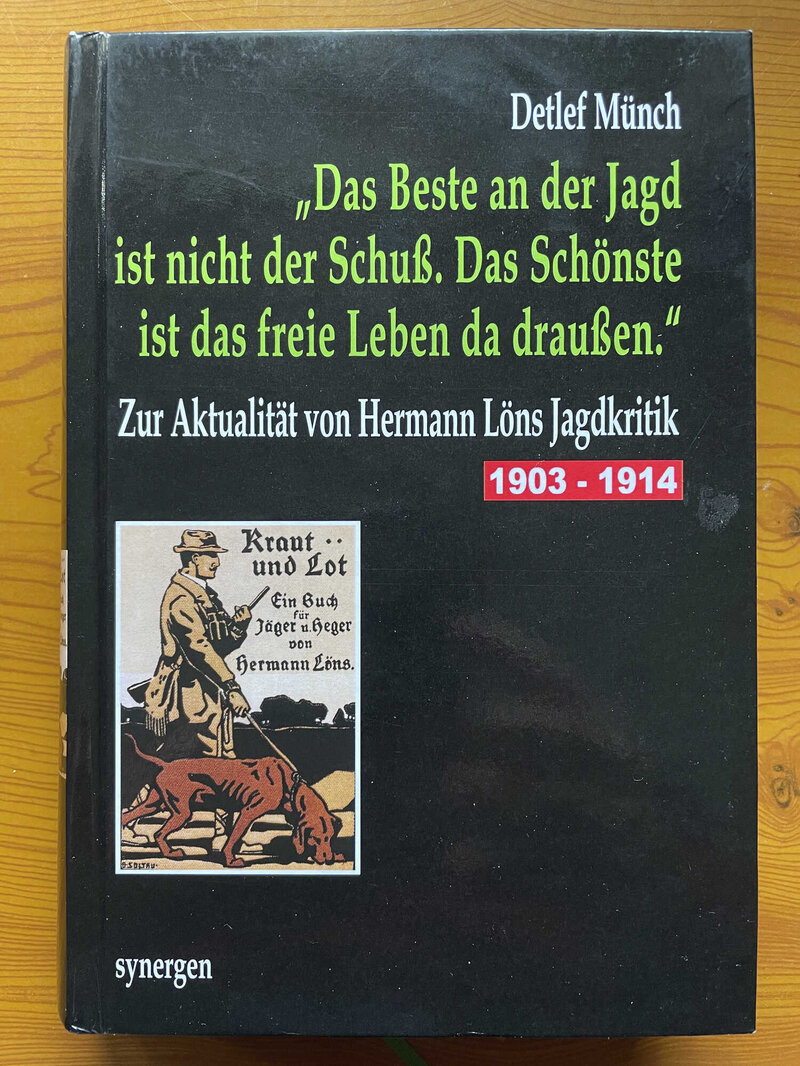 Detlef Münch
„Das Beste an der Jagd
ist nicht der Schuß. Das Schönste
ist das freie Leben da draußen.“
Zur Aktualität von Hermann Löns Jagdkritik
1903 - 1914
Kraut
und Lot
Ein Buch
für
Jäger u. Heger
von
Hermann Löns.
G. SOLTAU.
synergen